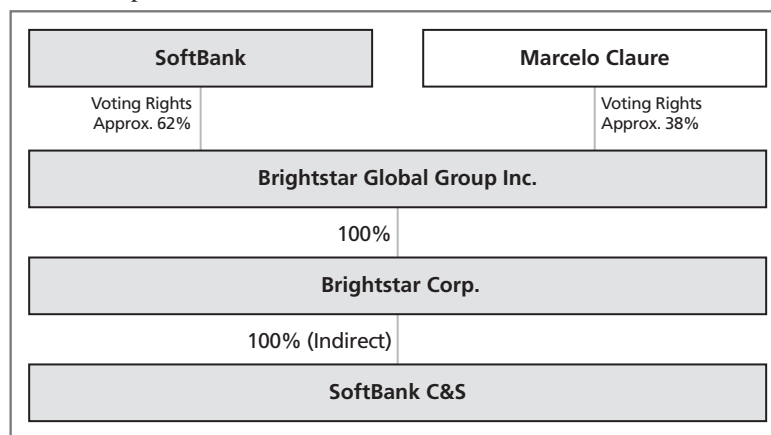 SoftBank
Marcelo Claure
Voting Rights
Approx. 62%
Voting Rights
Approx. 38%
Brightstar Global Group Inc.
100%
Brightstar Corp.
100% (Indirect)
SoftBank C&S